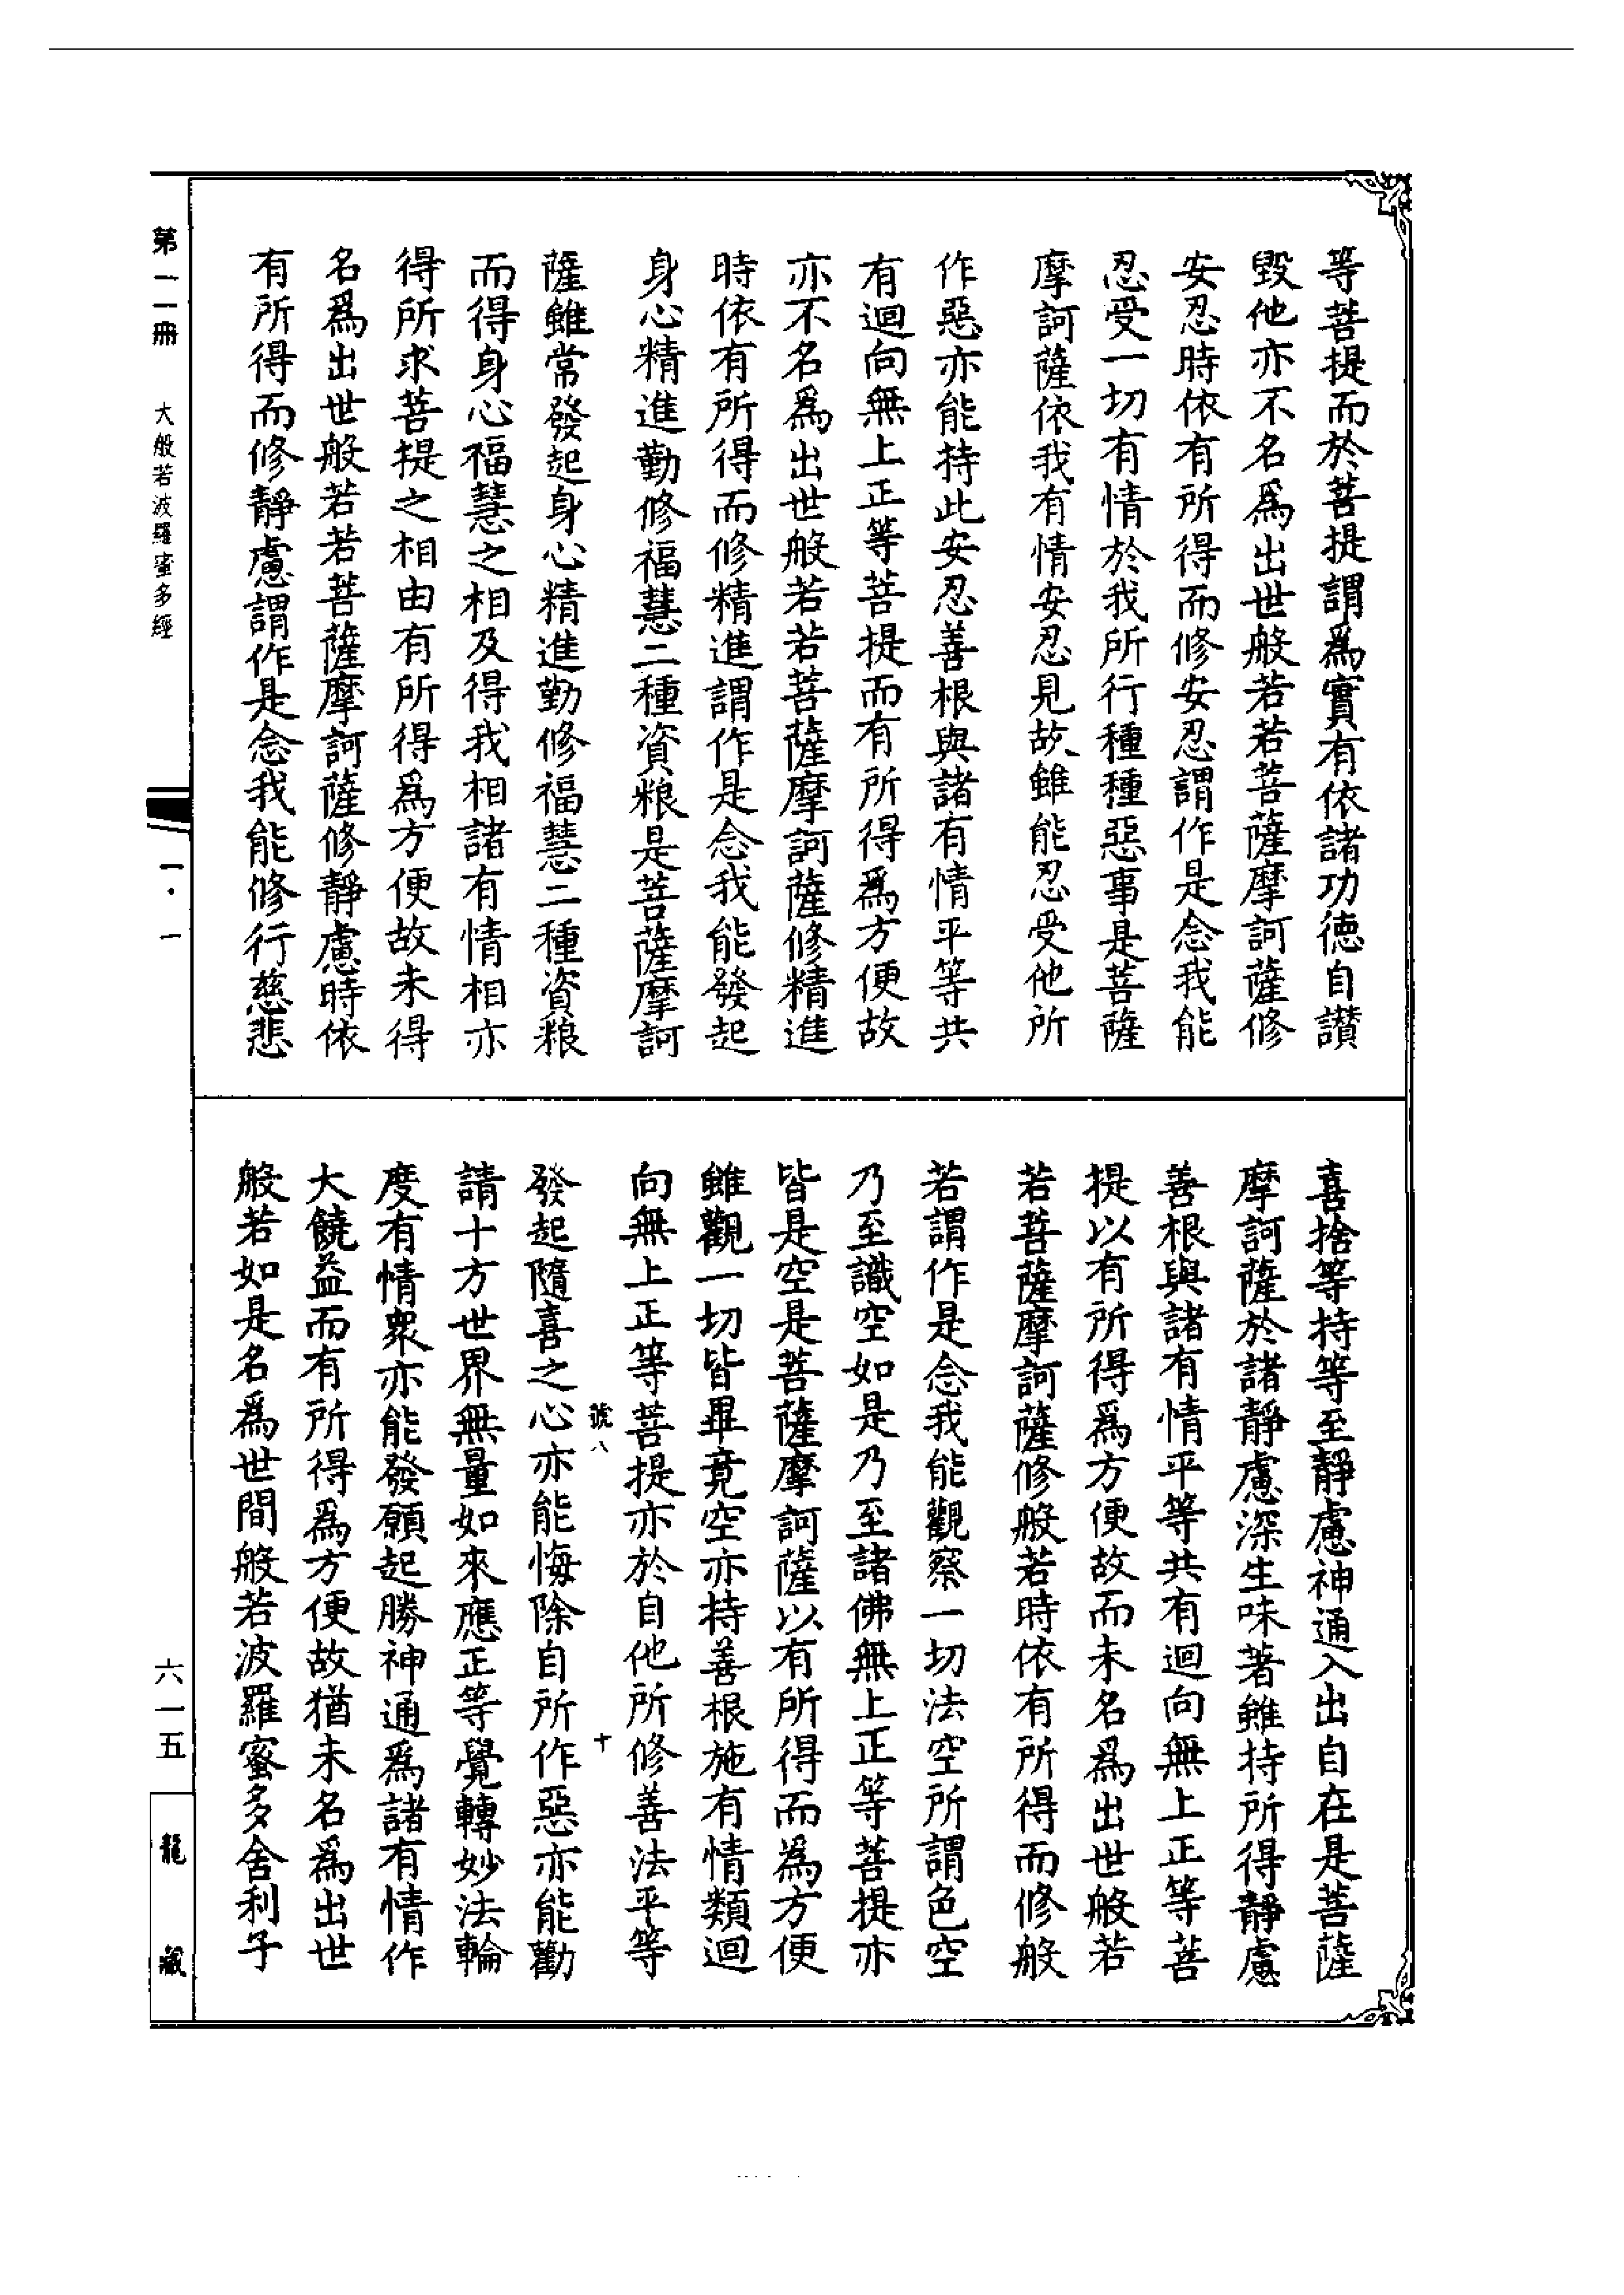 等菩提而於菩提謂爲實有依諸功德自讃
毀他亦不名爲出世般若若菩薩摩訶薩修
安忍時依有所得而修安忍謂作是念我能
忍受一切有情於我所行種種惡事是菩薩
摩訶薩依我有情安忍見故雖能忍受他所
作惡亦能持此安忍善根與諸有情平等共
有迴向無上正等菩提而有所得爲方便故
亦不名爲出世般若若菩薩摩訶薩修精進
時依有所得而修精進謂作是念我能發起
身心精進勤修福慧二種資粮是菩薩摩訶
薩雖常發起身心精進勤修福慧二種資粮
而得身心福慧之相及得我相諸有情相亦
得所求菩提之相由有所得爲方便故未得
名爲出世般若若菩薩摩訶薩修靜慮時依
有所得而修靜慮謂作是念我能修行慈悲
喜捨等持等至靜慮神通入出自在是菩薩
摩訶薩於諸靜慮深生味著雖持所得靜慮
善根與諸有情平等共有迴向無上正等菩
提以有所得爲方便故而未名爲出世般若
若菩薩摩訶薩修般若時依有所得而修般
若謂作是念我能觀察一切法空所謂色空
乃至識空如是乃至諸佛無上正等菩提亦
皆是空是菩薩摩訶薩以有所得而爲方便
雖觀一切皆畢竟空亦持善根施有情類迴
向無上正等菩提亦於自他所修善法平等
號八 十
發起隨喜之心亦能悔除自所作惡亦能勸
請十方世界無量如來應正等覺轉妙法輪
度有情衆亦能發願起勝神通爲諸有情作
大饒益而有所得爲方便故猶未名爲出世
般若如是名爲世間般若波羅蜜多舍利子
第一一冊 大般若波羅蜜多經 一·一 六一五
龍藏